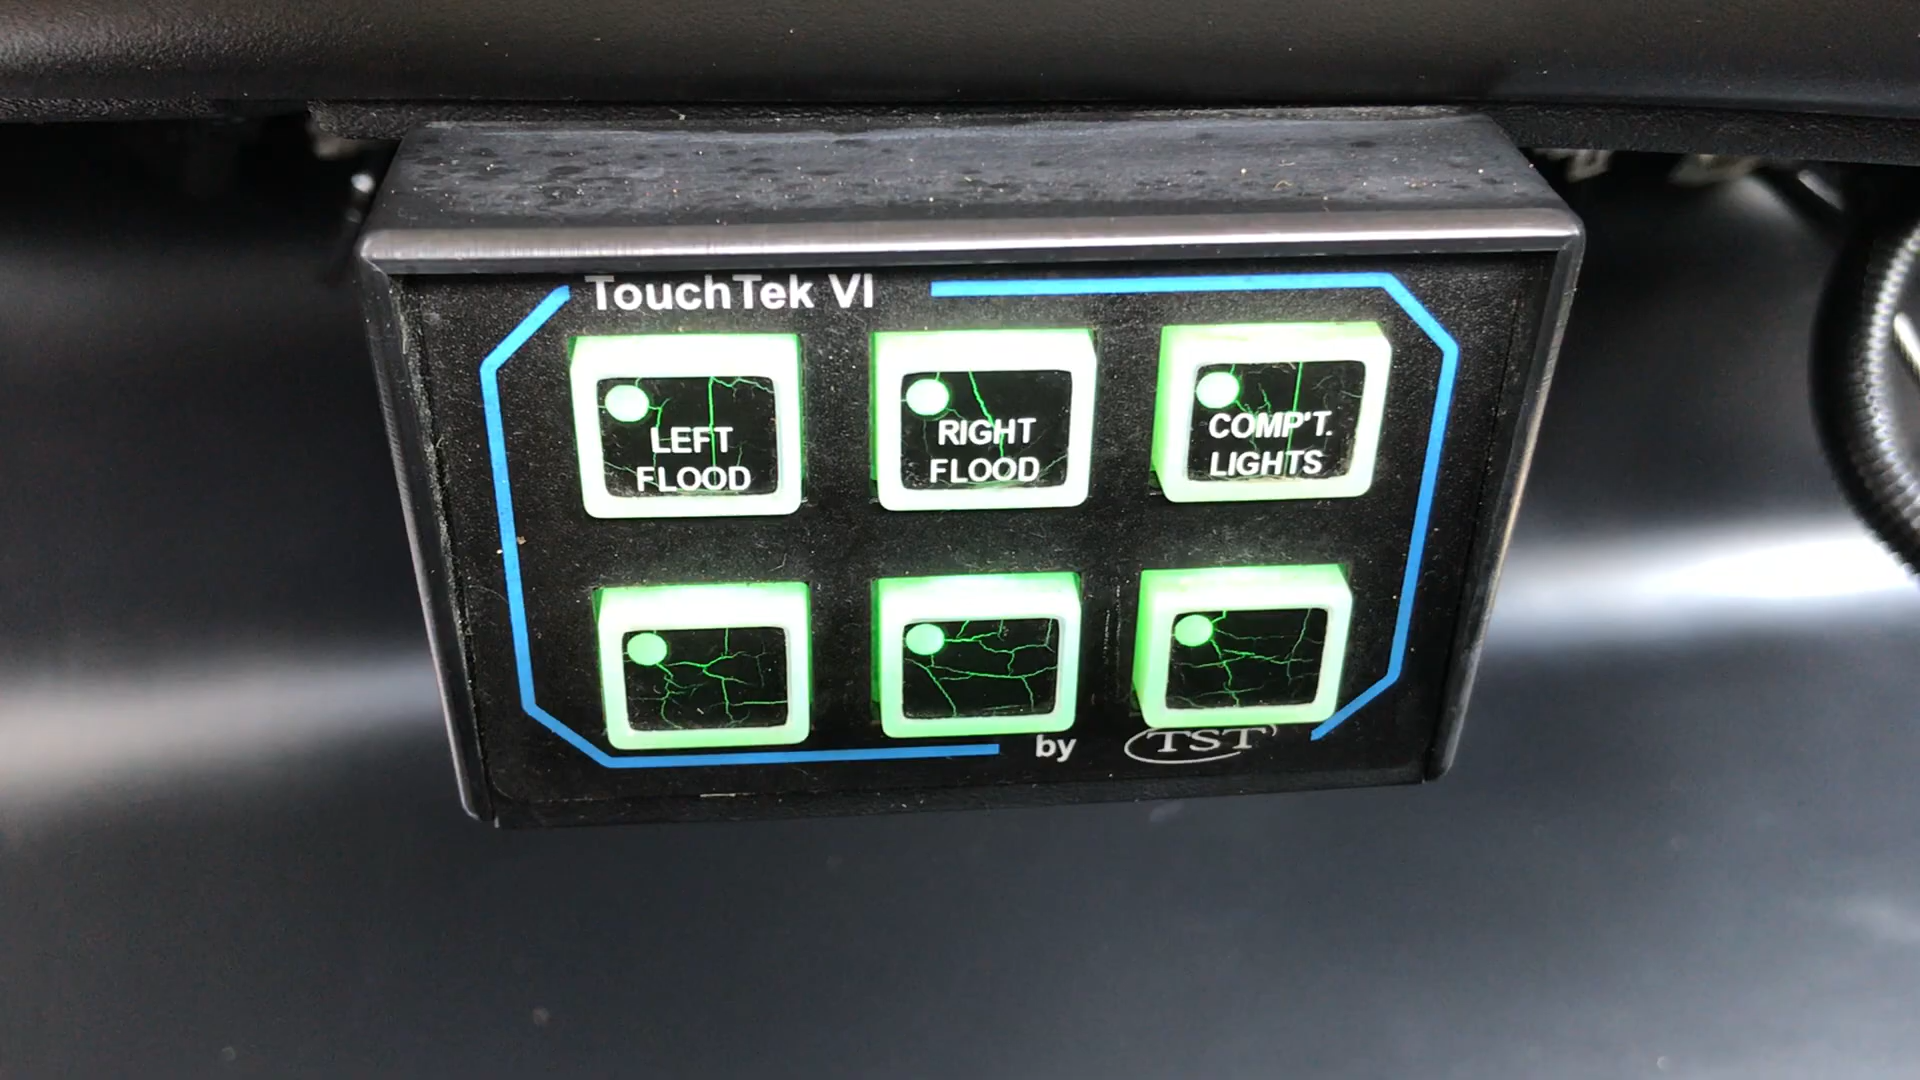 TouchTek VI
LEFT
FLOOD
RIGHT
FLOOD
COMP'T.
LIGHTS
by TST